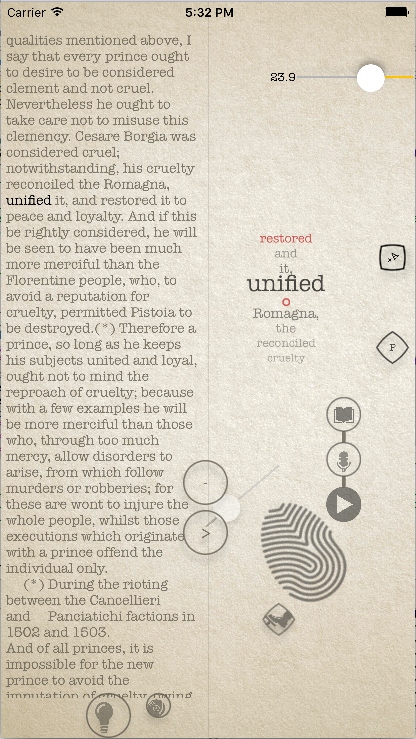 Carrier
5:32 PM
qualities mentioned above, I
say that every prince ought
to desire to be considered
clement and not cruel.
Nevertheless he ought to
take care not to misuse this
clemency. Cesare Borgia was
considered cruel;
notwithstanding, his cruelty
reconciled the Romagna,
unified it, and restored it to
peace and loyalty. And if this
be rightly considered, he will
be seen to have been much
more merciful than the
Florentine people, who, to
avoid a reputation for
cruelty, permitted Pistoia to
be destroyed.(*) Therefore a
prince, so long as he keeps
his subjects united and loyal,
ought not to mind the
reproach of cruelty; because
with a few examples he will
be more merciful than those
who, through too much
mercy, allow disorders to
arise, from which follow
murders or robberies; for
these are wont to injure the
whole people, whilst those
executions which originate
with a prince offend the
individual only.
(*) During the rioting
between the Cancellieri
and Panciatichi factions in
1502 and 1503.
And of all princes, it is
impossible for the new
prince to avoid the
imputation of cruelty, owing
23.9
restored
and
it,
unified
Romagna,
the
reconciled
cruelty
P
-
>